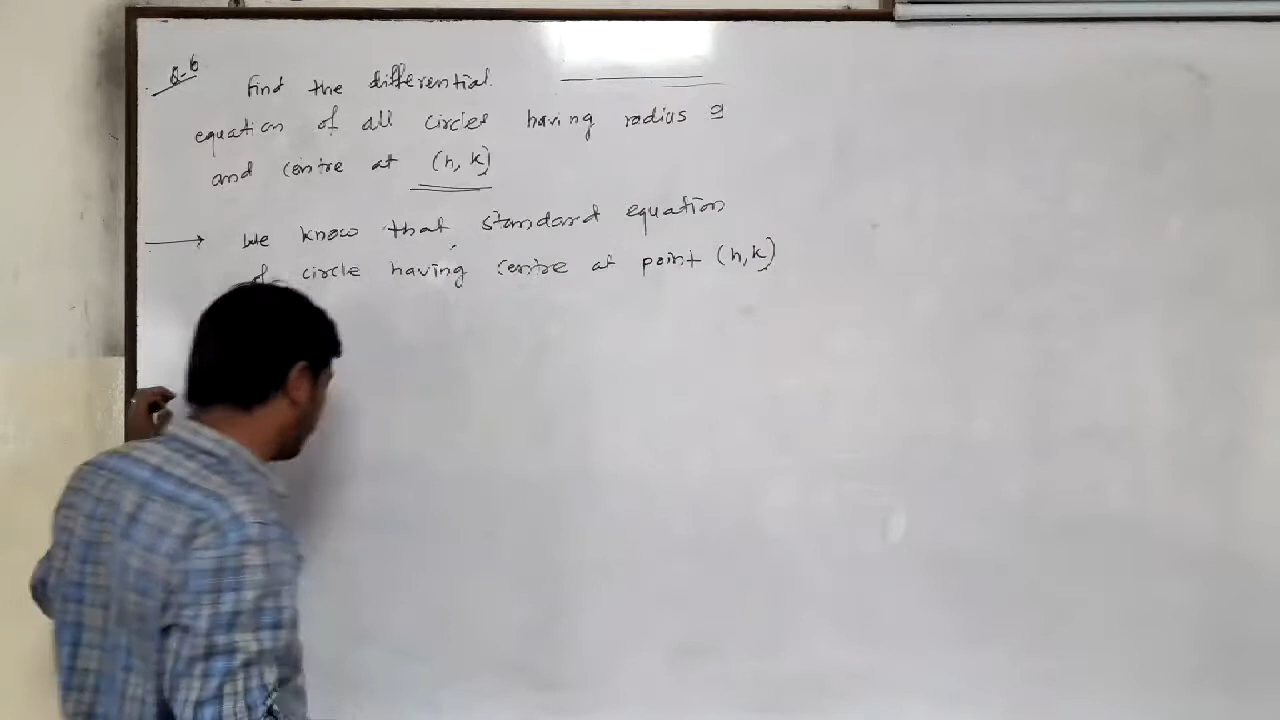 Q-6 Find the differential
equation of all circles having radius a
and centre at (h, k)
We know that standard equation
of circle having centre at point (h, k)